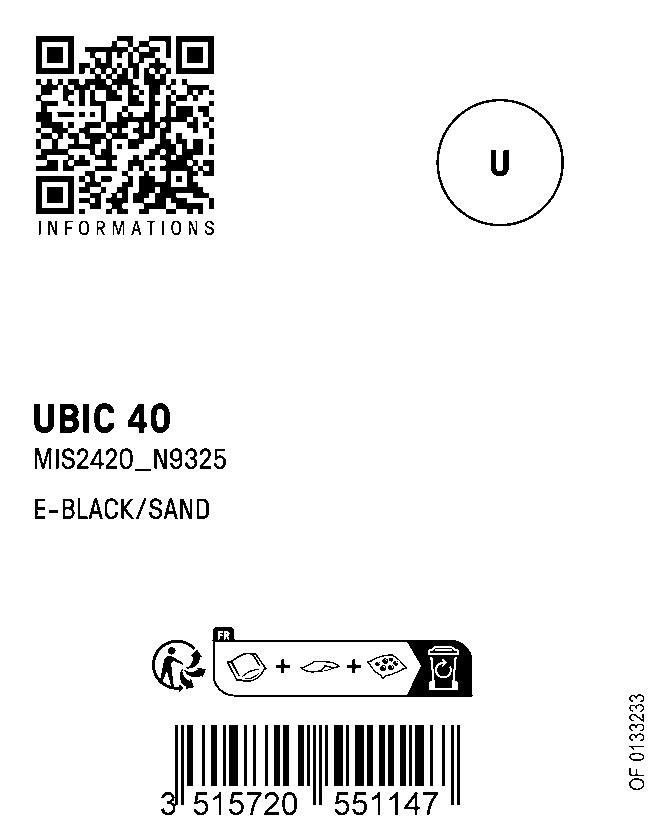 INFORMATIONS
U
UBIC 40
MIS2420_N9325
E-BLACK/SAND
FR
3 515720 551147
OF 0133233